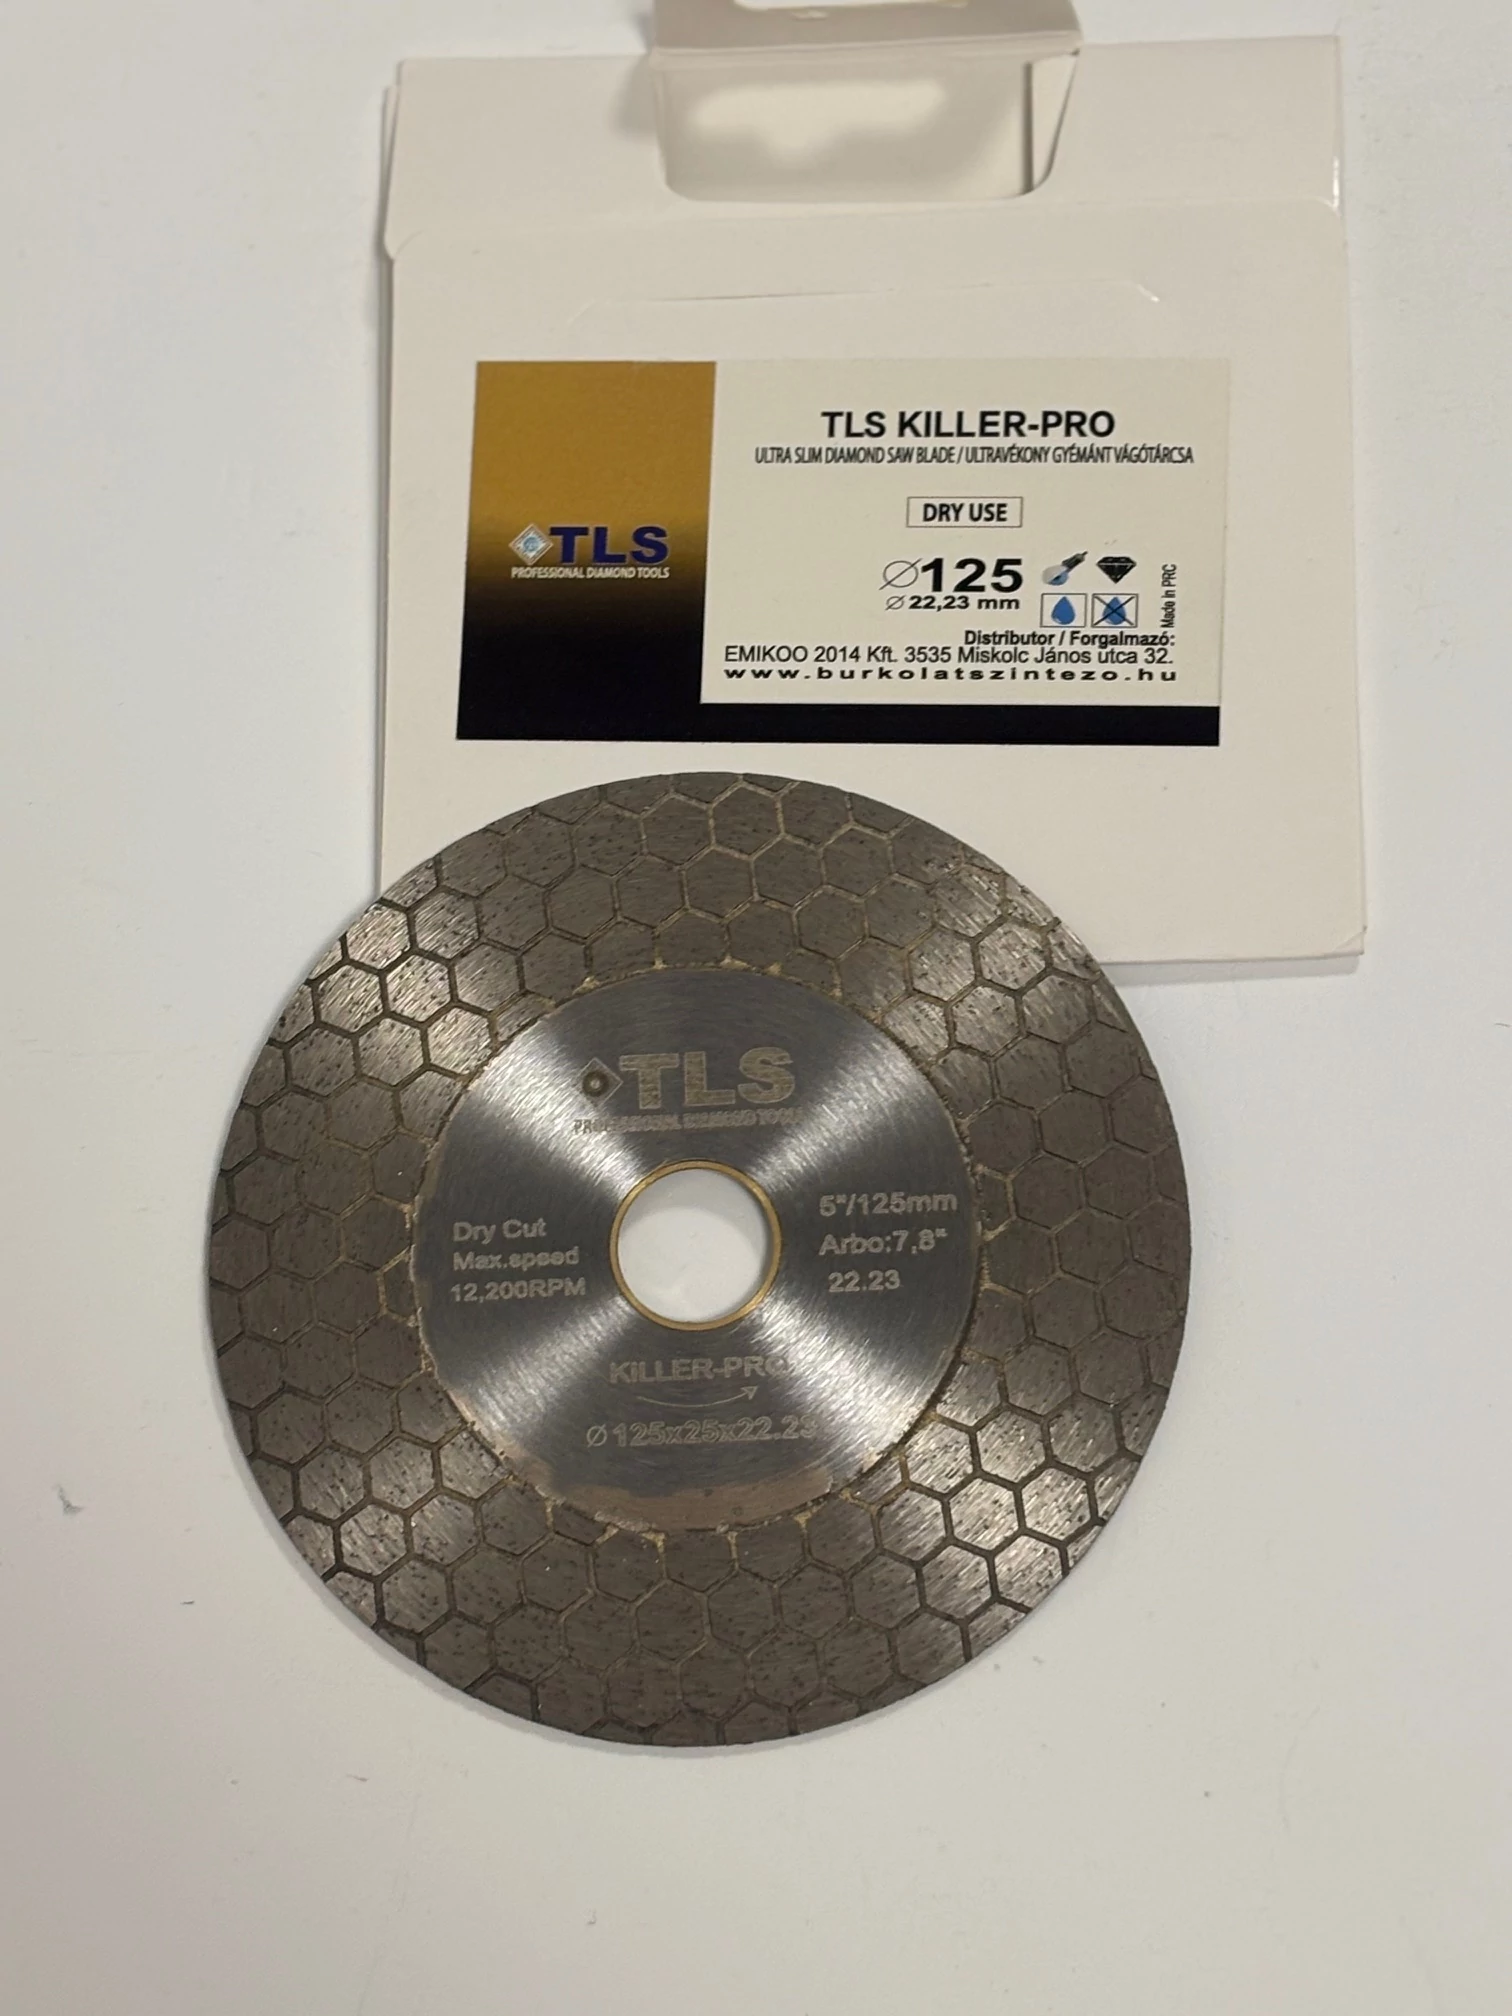 TLS KILLER-PRO
ULTRA SLIM DIAMOND SAW BLADE / ULTRAVÉKONY GYÉMÁNT VÁGÓTÁRCSA
DRY USE
TLS
PROFESSIONAL DIAMOND TOOLS
Ø125
Ø 22,23 mm
Made in PRC
Distributor / Forgalmazó:
EMIKOO 2014 Kft. 3535 Miskolc János utca 32.
www.burkolatszintezo.hu
TLS
PROFESSIONAL DIAMOND TOOLS
Dry Cut
Max.speed
12,200RPM
5"/125mm
Arbo:7,8"
22.23
KILLER-PRO
Ø125x25x22.23